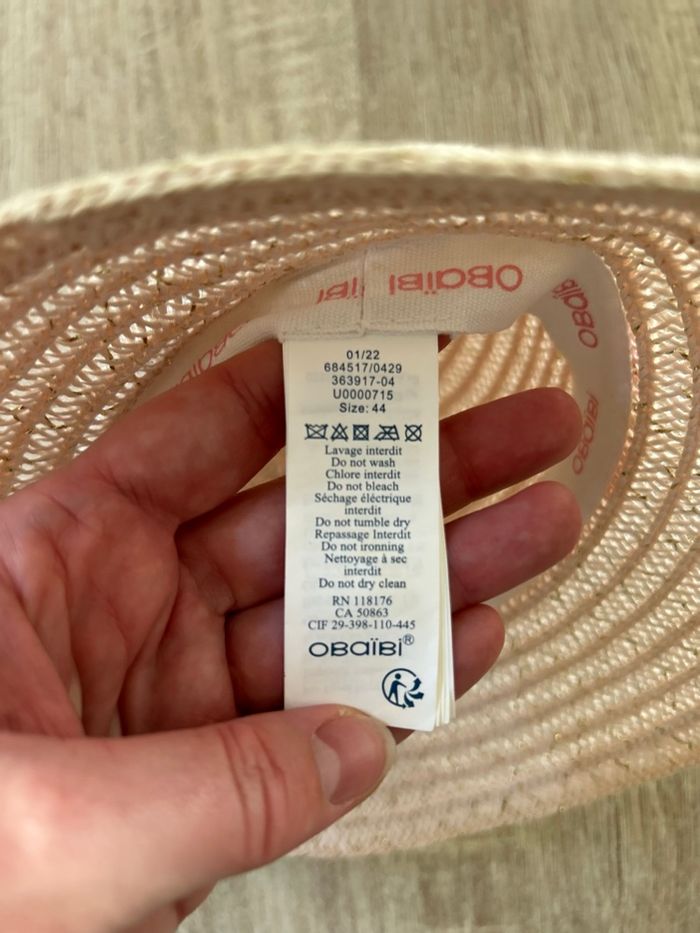 OBaïBi
OBaïBi
OBaïBi
OBaïBi
01/22
684517/0429
363917-04
U0000715
Size: 44
Lavage interdit
Do not wash
Chlore interdit
Do not bleach
Séchage éléctrique
interdit
Do not tumble dry
Repassage Interdit
Do not ironning
Nettoyage à sec
interdit
Do not dry clean
RN 118176
CA 50863
CIF 29-398-110-445
OBaïBi®